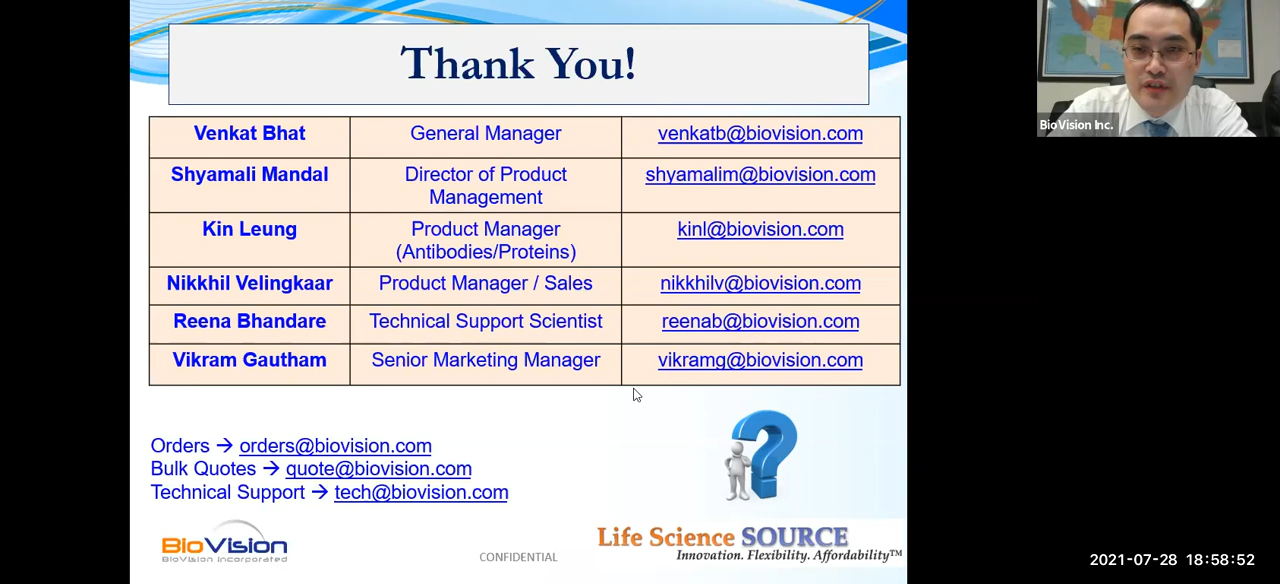 Thank You!
Venkat Bhat General Manager venkatb@biovision.com
Shyamali Mandal Director of Product Management shyamalim@biovision.com
Kin Leung Product Manager (Antibodies/Proteins) kinl@biovision.com
Nikkhil Velingkaar Product Manager / Sales nikkhilv@biovision.com
Reena Bhandare Technical Support Scientist reenab@biovision.com
Vikram Gautham Senior Marketing Manager vikramg@biovision.com
Orders → orders@biovision.com
Bulk Quotes → quote@biovision.com
Technical Support → tech@biovision.com
BioVision
BioVision Incorporated
CONFIDENTIAL
Life Science SOURCE
Innovation. Flexibility. Affordability™
BioVision Inc.
2021-07-28 18:58:52